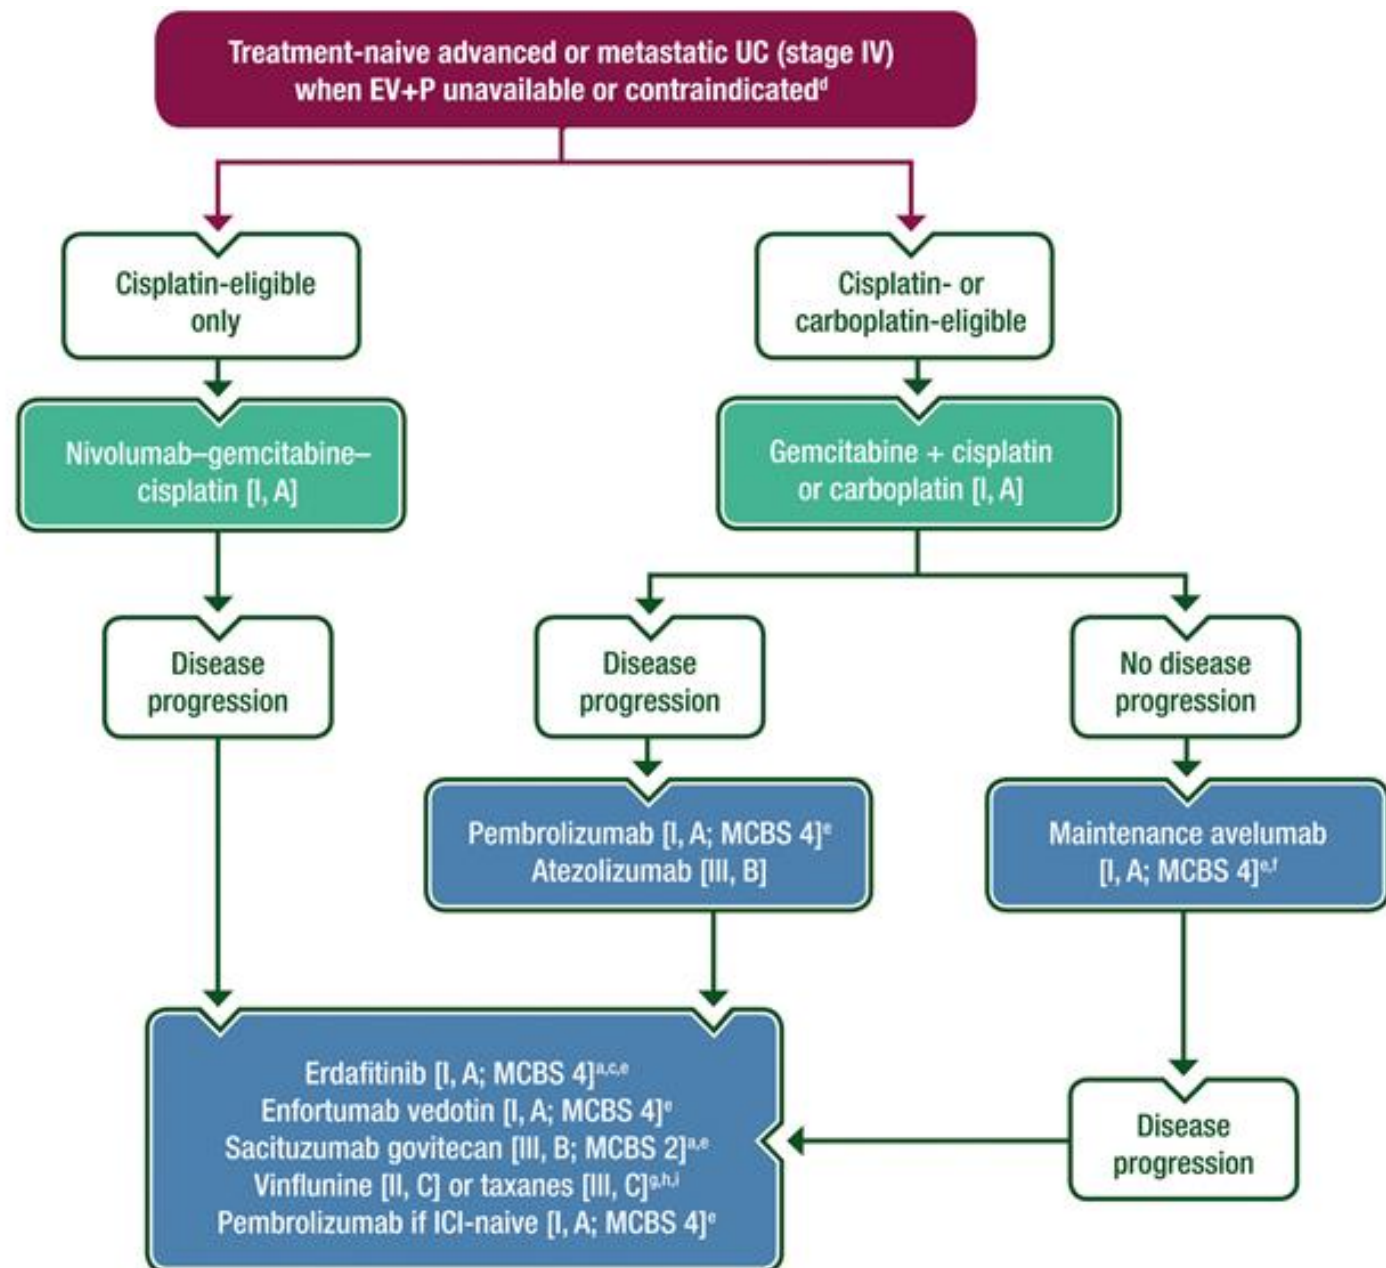 Treatment-naive advanced or metastatic UC (stage IV)
when EV+P unavailable or contraindicatedᵈ
Cisplatin-eligible
only
Cisplatin- or
carboplatin-eligible
Nivolumab–gemcitabine–
cisplatin [I, A]
Gemcitabine + cisplatin
or carboplatin [I, A]
Disease
progression
Disease
progression
No disease
progression
Pembrolizumab [I, A; MCBS 4]ᵉ
Atezolizumab [III, B]
Maintenance avelumab
[I, A; MCBS 4]ᵉ,ᶠ
Erdafitinib [I, A; MCBS 4]ᵃ,ᶜ,ᵉ
Enfortumab vedotin [I, A; MCBS 4]ᵉ
Sacituzumab govitecan [III, B; MCBS 2]ᵃ,ᵉ
Vinflunine [II, C] or taxanes [III, C]ᵍ,ʰ,ⁱ
Pembrolizumab if ICI-naive [I, A; MCBS 4]ᵉ
Disease
progression